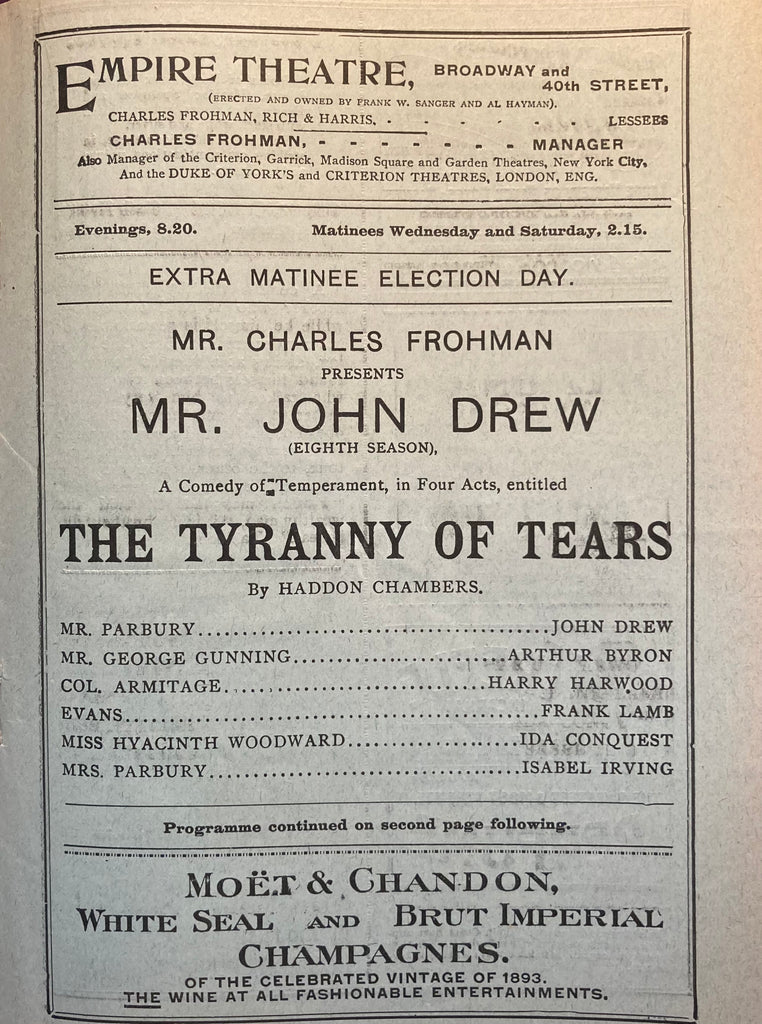 EMPIRE THEATRE, BROADWAY and 40th STREET,
(ERECTED AND OWNED BY FRANK W. SANGER AND AL HAYMAN).
CHARLES FROHMAN, RICH & HARRIS, - - - - - - LESSEES
CHARLES FROHMAN, - - - - - - - MANAGER
Also Manager of the Criterion, Garrick, Madison Square and Garden Theatres, New York City,
And the DUKE OF YORK'S and CRITERION THEATRES, LONDON, ENG.
Evenings, 8.20. Matinees Wednesday and Saturday, 2.15.
EXTRA MATINEE ELECTION DAY.
MR. CHARLES FROHMAN
PRESENTS
MR. JOHN DREW
(EIGHTH SEASON),
A Comedy of Temperament, in Four Acts, entitled
THE TYRANNY OF TEARS
By HADDON CHAMBERS.
MR. PARBURY..........JOHN DREW
MR. GEORGE GUNNING..........ARTHUR BYRON
COL. ARMITAGE..........HARRY HARWOOD
EVANS..........FRANK LAMB
MISS HYACINTH WOODWARD..........IDA CONQUEST
MRS. PARBURY..........ISABEL IRVING
Programme continued on second page following.
MOËT & CHANDON,
WHITE SEAL AND BRUT IMPERIAL
CHAMPAGNES.
OF THE CELEBRATED VINTAGE OF 1893.
THE WINE AT ALL FASHIONABLE ENTERTAINMENTS.